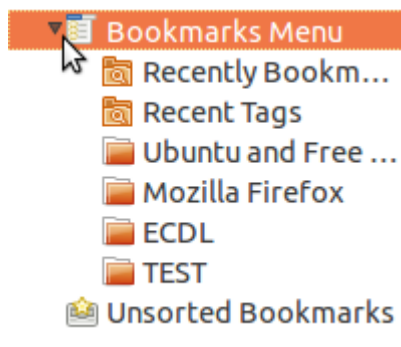 Bookmarks Menu
Recently Bookm...
Recent Tags
Ubuntu and Free ...
Mozilla Firefox
ECDL
TEST
Unsorted Bookmarks